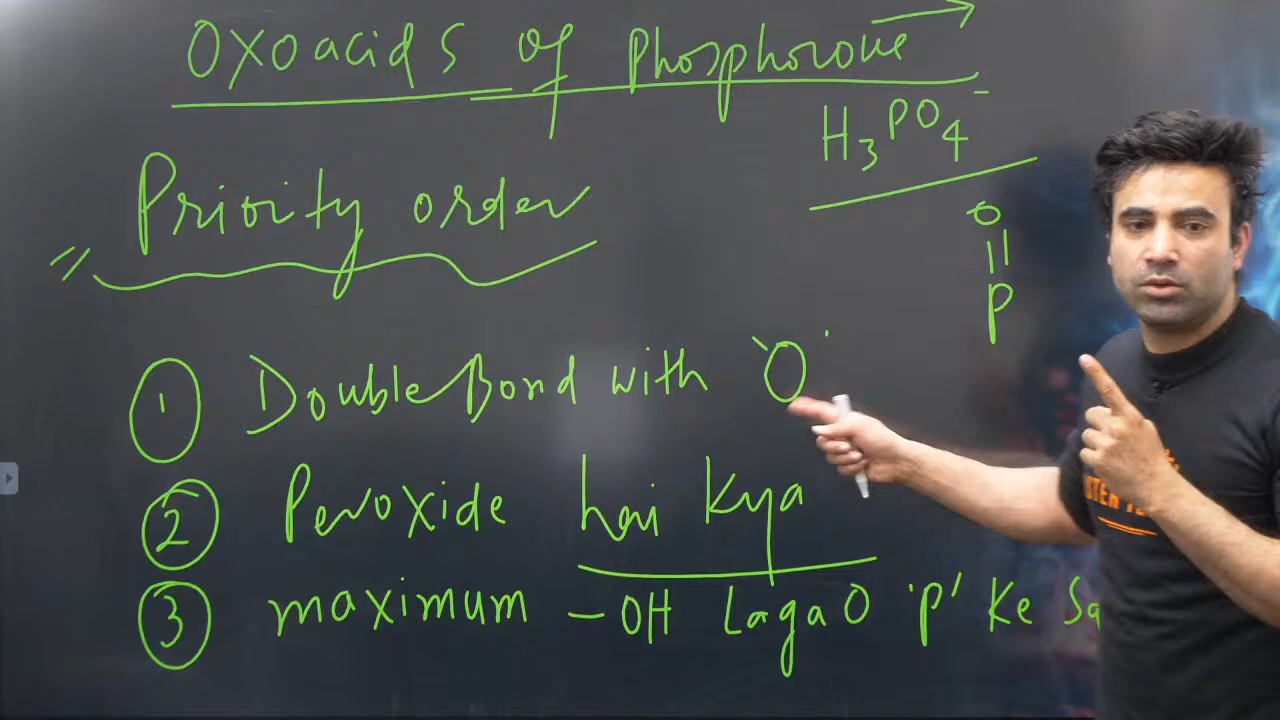 Oxoacids of Phosphorous →
H3PO4
Priority order
O
P
① Double Bond with 'O'
② Peroxide hai Kya
③ maximum -OH Lagao 'P' Ke